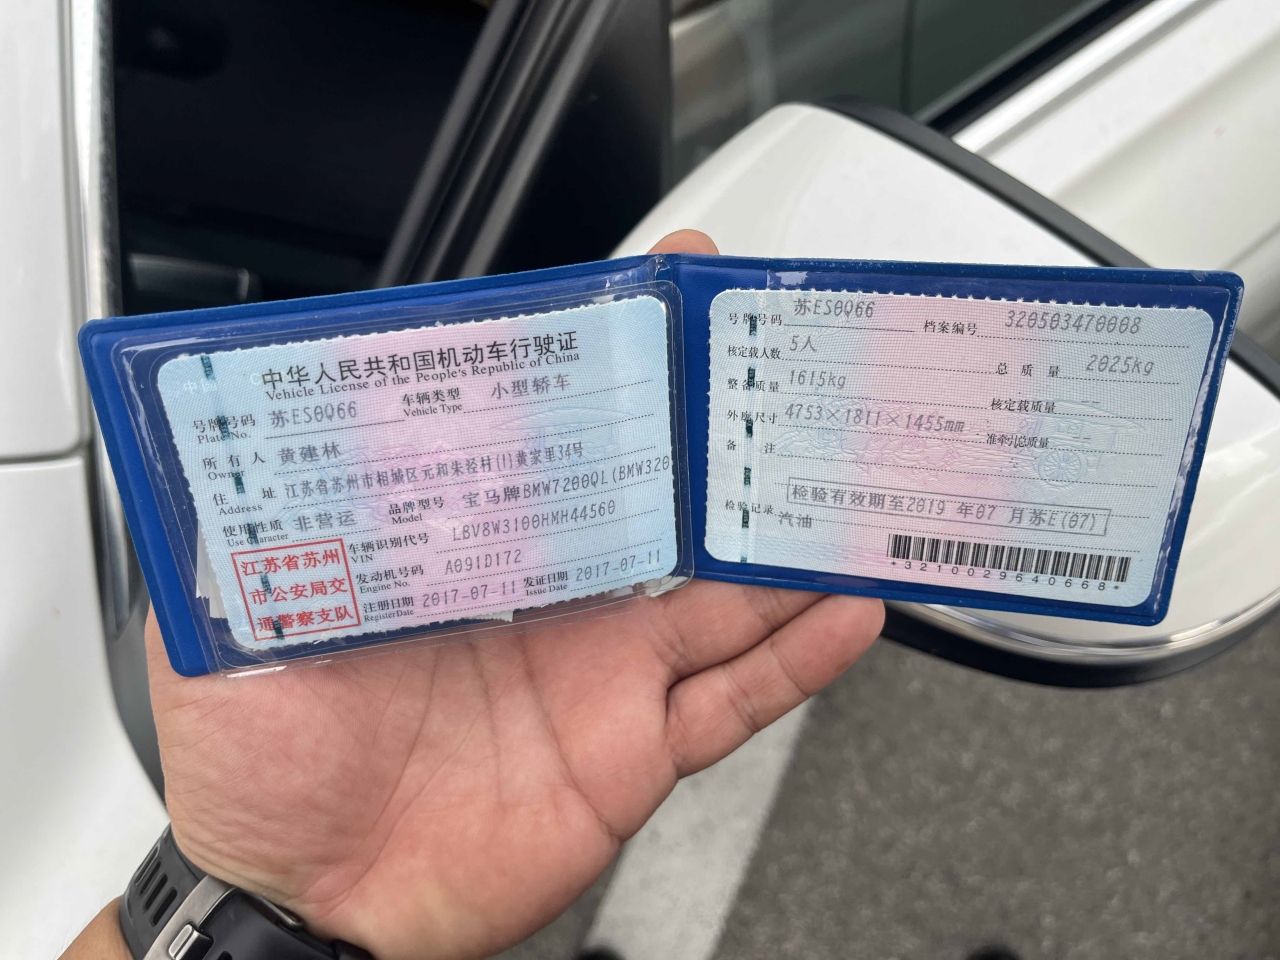 中华人民共和国机动车行驶证
Vehicle License of the People's Republic of China
号牌号码 苏ES0Q66 车辆类型 小型轿车
Plate No. Vehicle Type
所有人 黄建林
Owner
住址 江苏省苏州市相城区元和朱泾村(1)黄家里34号
Address
使用性质 非营运 品牌型号 宝马牌BMW7200QL(BMW320
Use Character Model
江苏省苏州
市公安局交
通警察支队
车辆识别代号 LBV8W3100HMH44560
VIN
发动机号码 A091D172
Engine No.
注册日期 2017-07-11 发证日期 2017-07-11
Register Date Issue Date
号牌号码 苏ES0Q66 档案编号 320503470008
核定载人数 5人 总质量 2025kg
整备质量 1615kg 核定载质量 --
外廓尺寸 4753×1811×1455mm 准牵引总质量 --
备注
检验有效期至2019 年07 月苏E(07)
检验记录 汽油
*3210029640668*